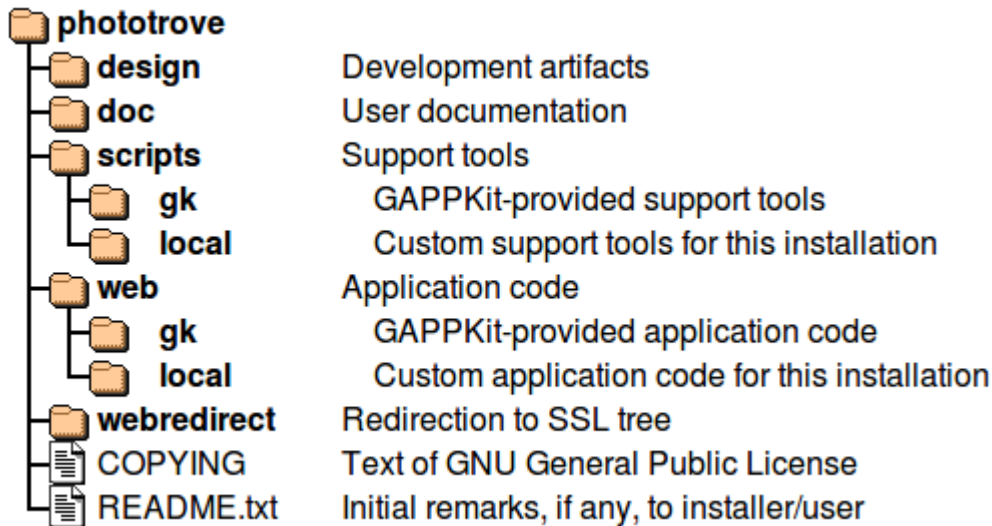 phototrove
design Development artifacts
doc User documentation
scripts Support tools
gk GAPPKit-provided support tools
local Custom support tools for this installation
web Application code
gk GAPPKit-provided application code
local Custom application code for this installation
webredirect Redirection to SSL tree
COPYING Text of GNU General Public License
README.txt Initial remarks, if any, to installer/user